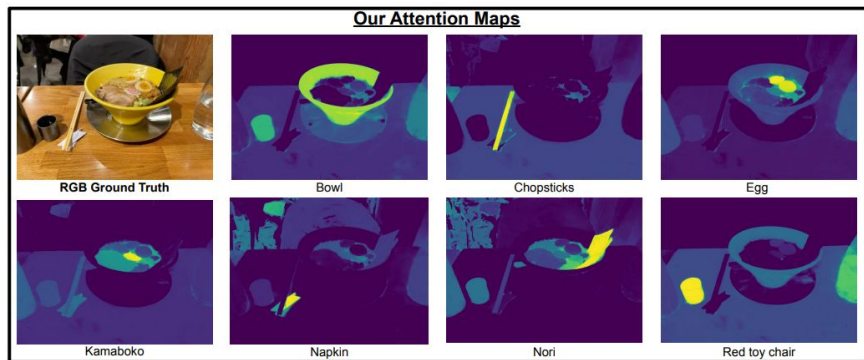 Our Attention Maps
RGB Ground Truth
Bowl
Chopsticks
Egg
Kamaboko
Napkin
Nori
Red toy chair